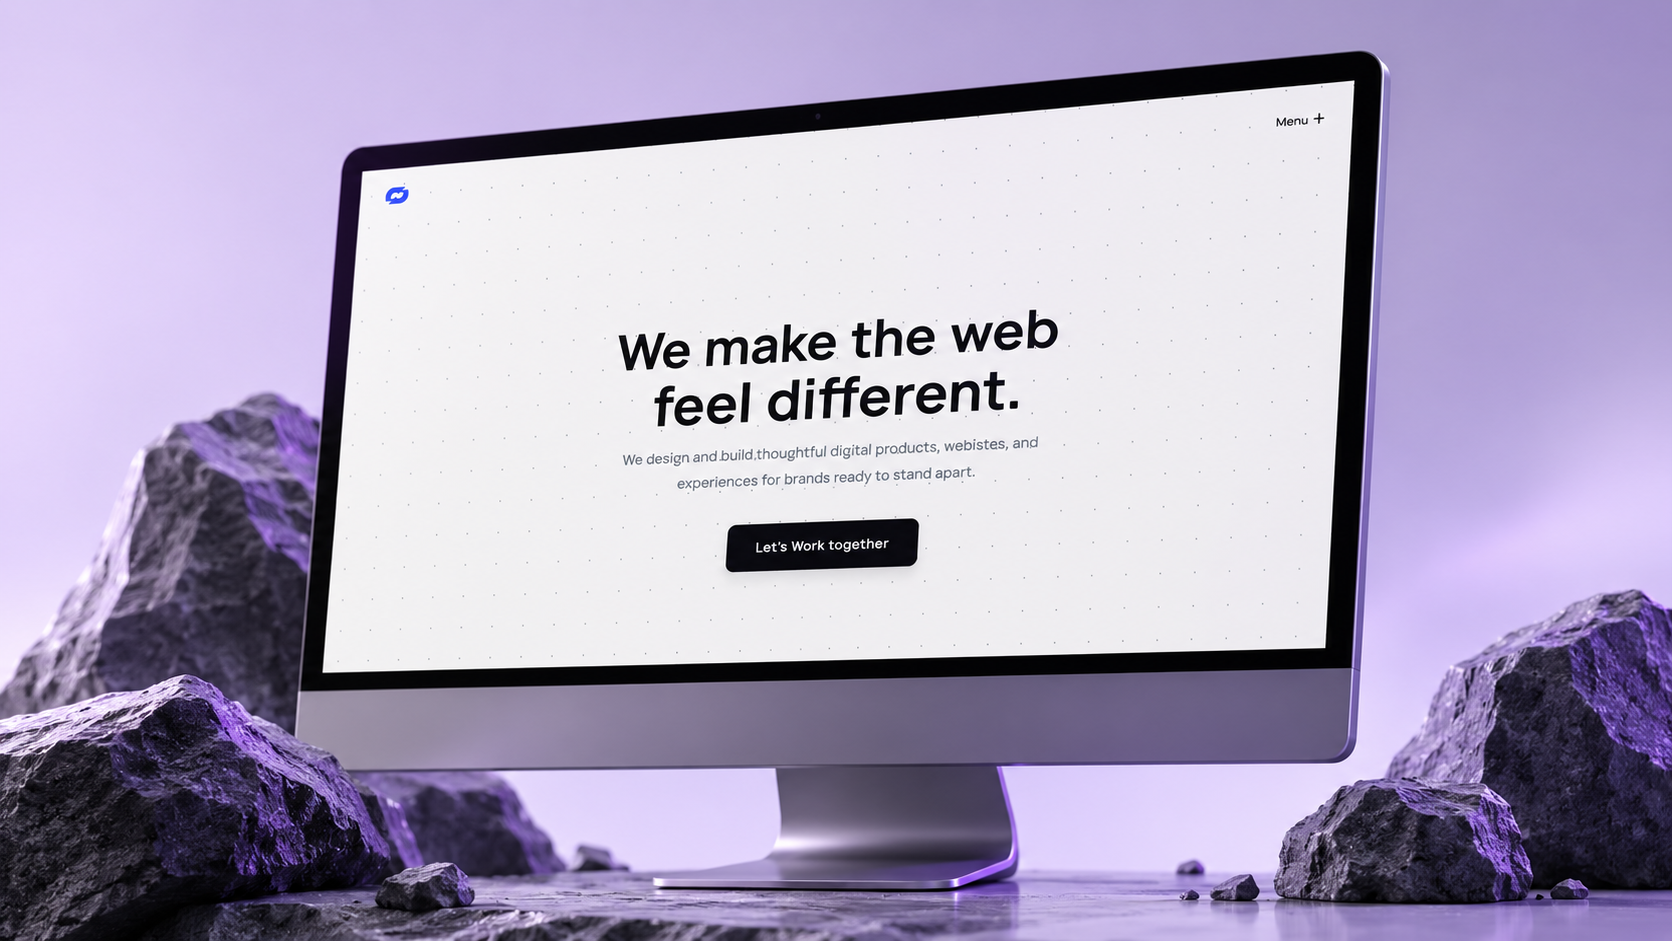 Menu +
We make the web
feel different.
We design and build thoughtful digital products, webistes, and
experiences for brands ready to stand apart.
Let's Work together